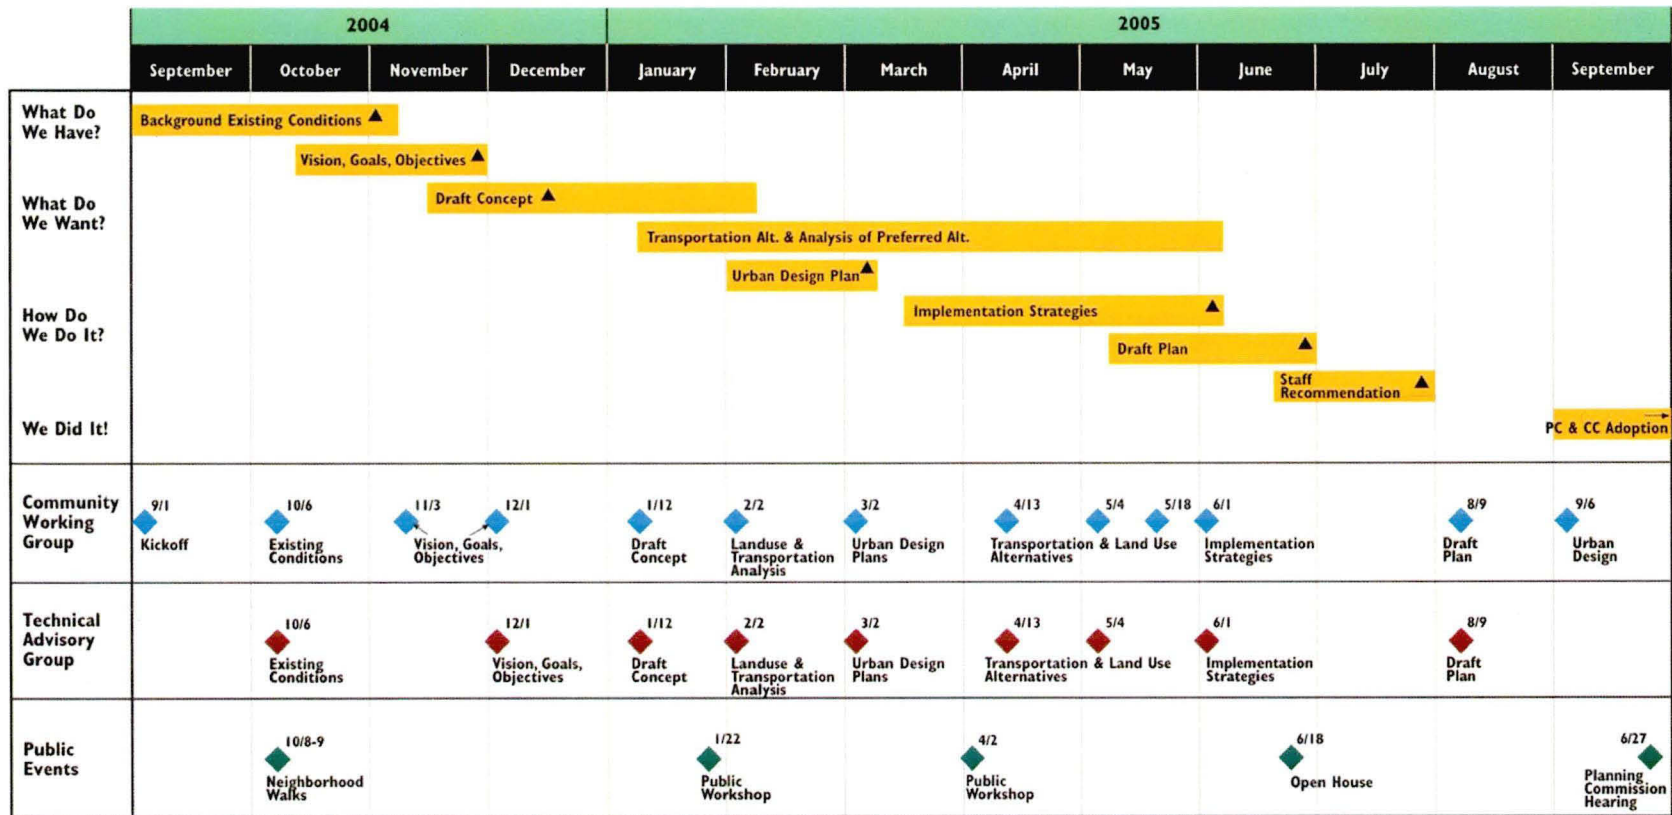 2004
2005
September
October
November
December
January
February
March
April
May
June
July
August
September
What Do
We Have?
Background Existing Conditions
Vision, Goals, Objectives
What Do
We Want?
Draft Concept
Transportation Alt. & Analysis of Preferred Alt.
Urban Design Plan
How Do
We Do It?
Implementation Strategies
Draft Plan
Staff
Recommendation
We Did It!
PC & CC Adoption
Community
Working
Group
9/1
Kickoff
10/6
Existing
Conditions
11/3
12/1
Vision, Goals,
Objectives
1/12
Draft
Concept
2/2
Landuse &
Transportation
Analysis
3/2
Urban Design
Plans
4/13
5/4
5/18
Transportation & Land Use
Alternatives
6/1
Implementation
Strategies
8/9
Draft
Plan
9/6
Urban
Design
Technical
Advisory
Group
10/6
Existing
Conditions
12/1
Vision, Goals,
Objectives
1/12
Draft
Concept
2/2
Landuse &
Transportation
Analysis
3/2
Urban Design
Plans
4/13
5/4
Transportation & Land Use
Alternatives
6/1
Implementation
Strategies
8/9
Draft
Plan
Public
Events
10/8-9
Neighborhood
Walks
1/22
Public
Workshop
4/2
Public
Workshop
6/18
Open House
6/27
Planning
Commission
Hearing